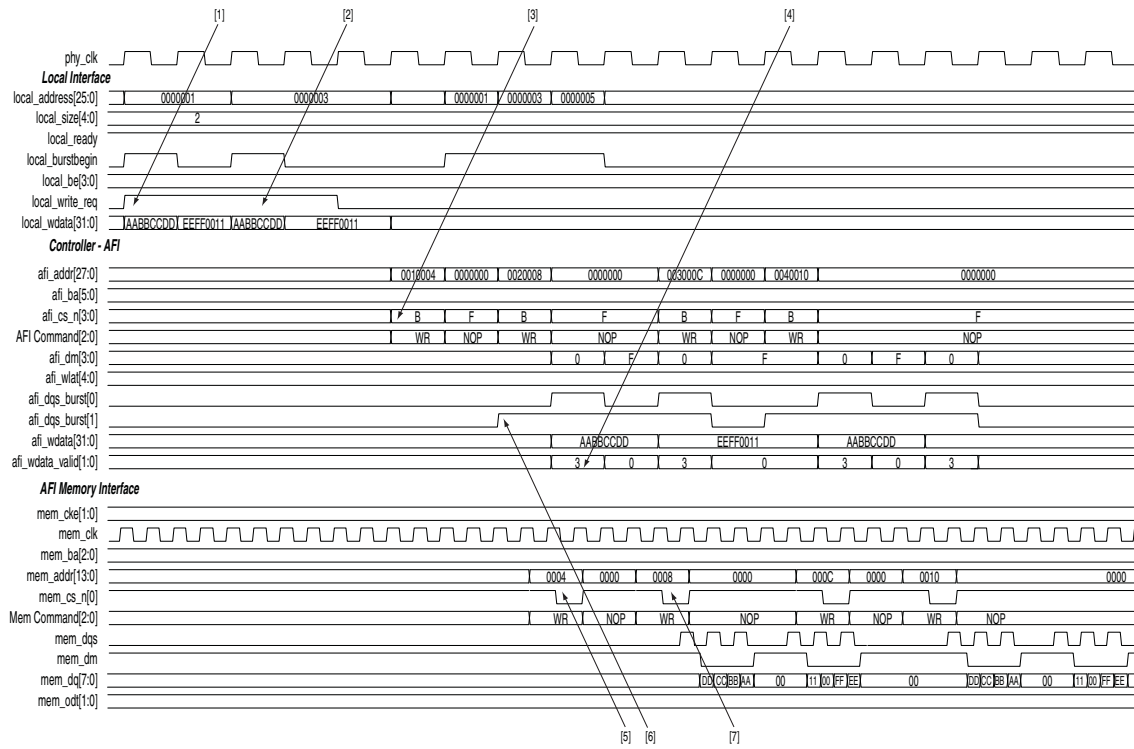 [1] [2] [3] [4]
phy_clk
Local Interface
local_address[25:0] 0000001 0000003 0000001 0000003 0000005
local_size[4:0] 2
local_ready
local_burstbegin
local_be[3:0]
local_write_req
local_wdata[31:0] AABBCCDD EEFF0011 AABBCCDD EEFF0011
Controller - AFI
afi_addr[27:0] 0010004 0000000 0020008 0000000 003000C 0000000 0040010 0000000
afi_ba[5:0]
afi_cs_n[3:0] B F B F B F B F
AFI Command[2:0] WR NOP WR NOP WR NOP WR NOP
afi_dm[3:0] 0 F 0 F 0 F 0
afi_wlat[4:0]
afi_dqs_burst[0]
afi_dqs_burst[1]
afi_wdata[31:0] AABBCCDD EEFF0011 AABBCCDD
afi_wdata_valid[1:0] 3 0 3 0 3 0 3
AFI Memory Interface
mem_cke[1:0]
mem_clk
mem_ba[2:0]
mem_addr[13:0] 0004 0000 0008 0000 000C 0000 0010 0000
mem_cs_n[0]
Mem Command[2:0] WR NOP WR NOP WR NOP WR NOP
mem_dqs
mem_dm
mem_dq[7:0] DD CC BB AA 00 11 00 FF EE 00 DD CC BB AA 00 11 00 FF EE
mem_odt[1:0]
[5] [6] [7]